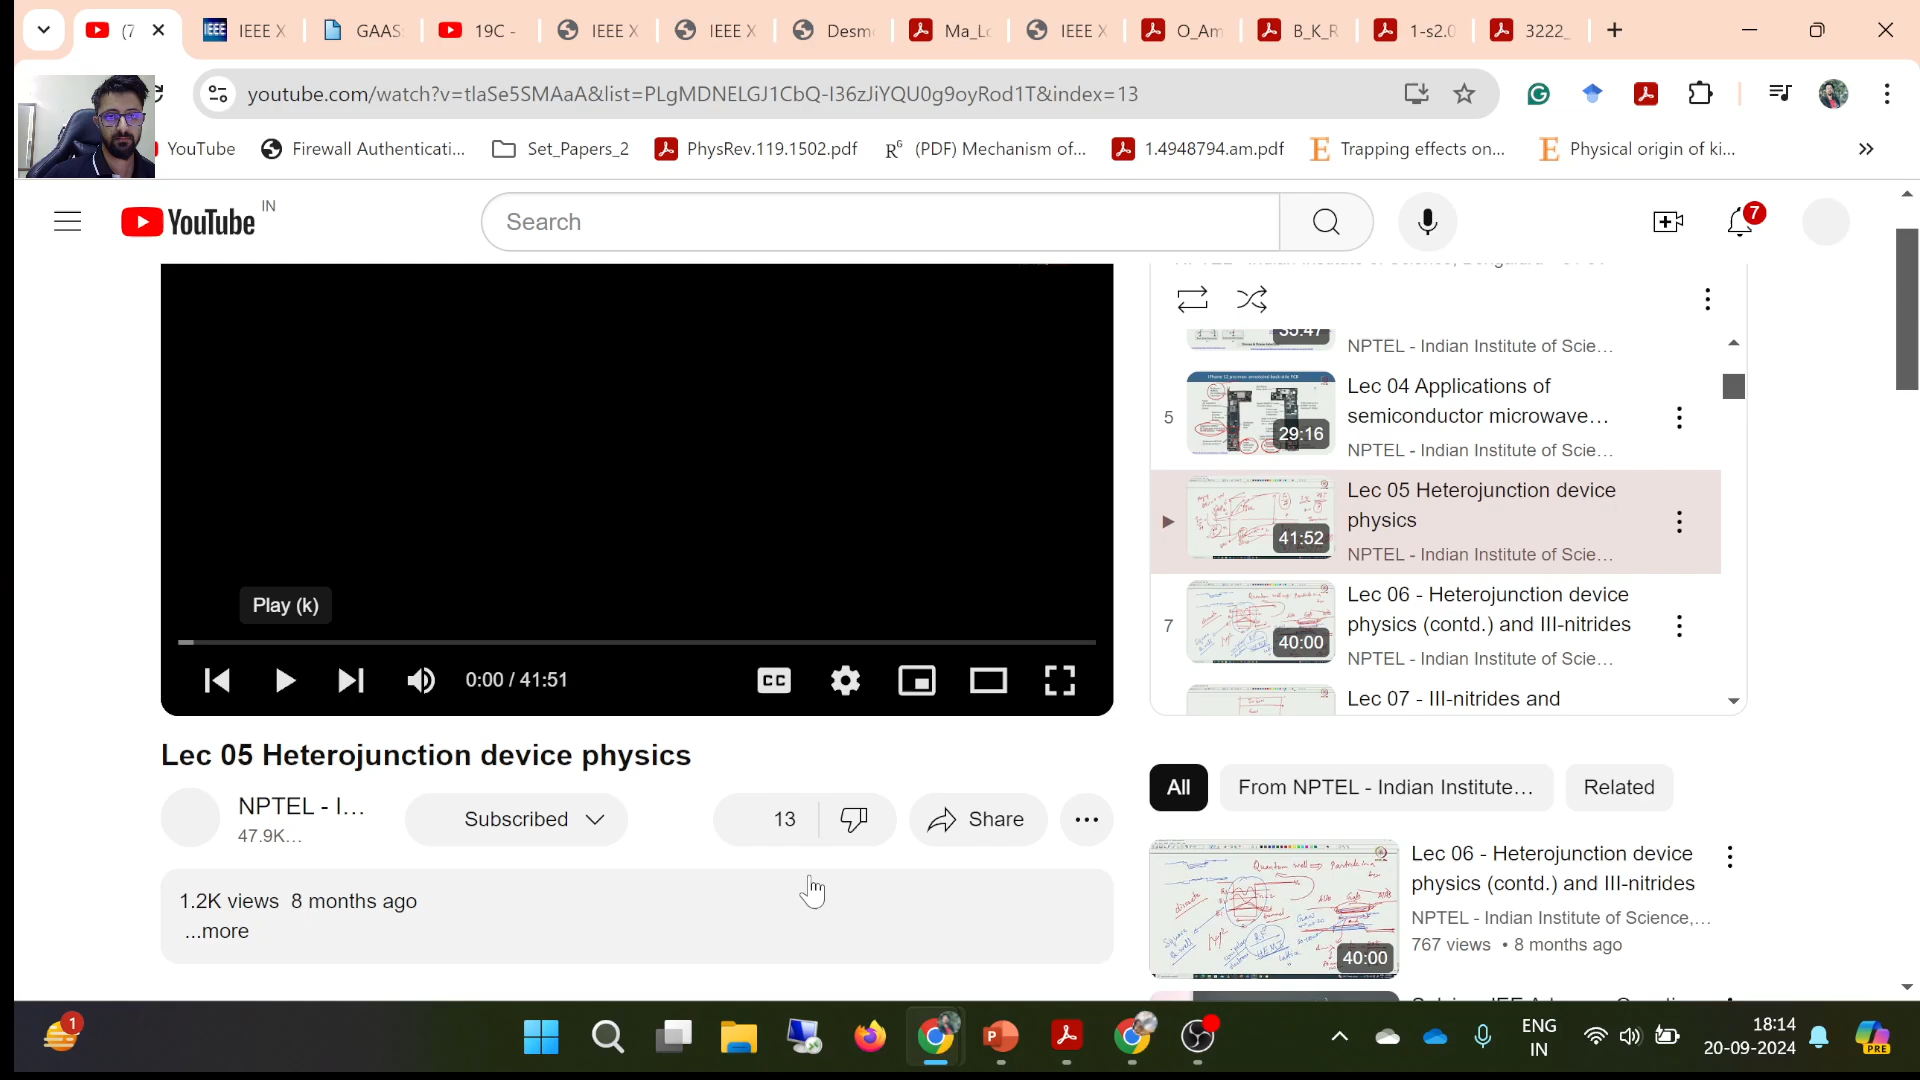 (7
IEEE X
GAAS
19C -
IEEE X
IEEE X
Desm
Ma_Lo
IEEE X
O_Am
B_K_R
1-s2.0
3222_
youtube.com/watch?v=tlaSe5SMAaA&list=PLgMDNELGJ1CbQ-I36zJiYQU0g9oyRod1T&index=13
YouTube
Firewall Authenticati...
Set_Papers_2
PhysRev.119.1502.pdf
(PDF) Mechanism of...
1.4948794.am.pdf
Trapping effects on...
Physical origin of ki...
YouTube IN
Search
7
Play (k)
0:00 / 41:51
CC
35:47
NPTEL - Indian Institute of Scie...
5
29:16
Lec 04 Applications of
semiconductor microwave...
NPTEL - Indian Institute of Scie...
41:52
Lec 05 Heterojunction device
physics
NPTEL - Indian Institute of Scie...
7
40:00
Lec 06 - Heterojunction device
physics (contd.) and III-nitrides
NPTEL - Indian Institute of Scie...
Lec 07 - III-nitrides and
Lec 05 Heterojunction device physics
NPTEL - I...
47.9K...
Subscribed
13
Share
1.2K views 8 months ago
...more
All
From NPTEL - Indian Institute...
Related
40:00
Lec 06 - Heterojunction device
physics (contd.) and III-nitrides
NPTEL - Indian Institute of Science,...
767 views • 8 months ago
1
ENG
IN
18:14
20-09-2024
PRE